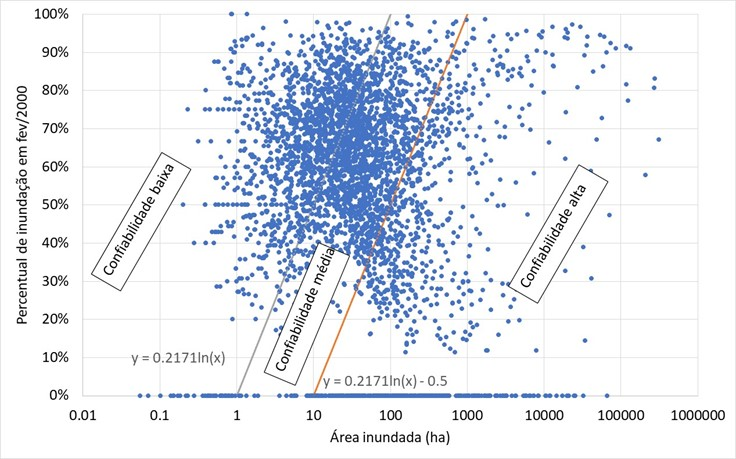 100%
90%
80%
70%
60%
50%
40%
30%
20%
10%
0%
Percentual de inundação em fev/2000
Confiabilidade baixa
Confiabilidade média
Confiabilidade alta
y = 0.2171ln(x)
y = 0.2171ln(x) - 0.5
0.01 0.1 1 10 100 1000 10000 100000 1000000
Área inundada (ha)